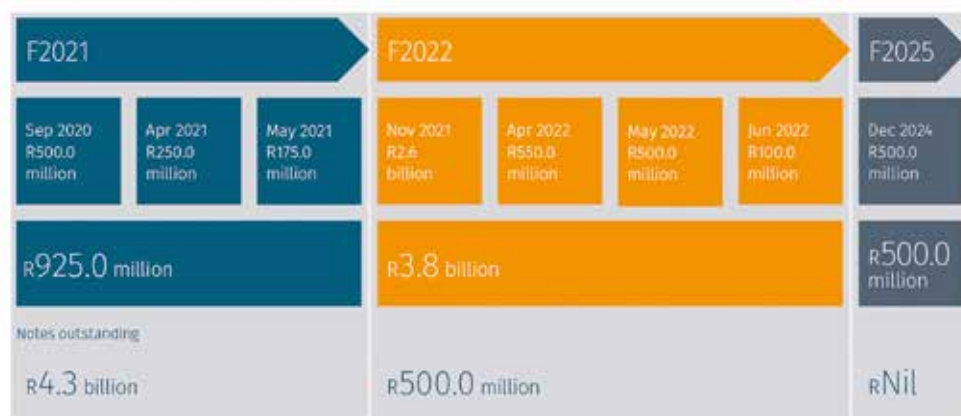 F2021
F2022
F2025
Sep 2020
R500.0
million
Apr 2021
R250.0
million
May 2021
R175.0
million
Nov 2021
R2.6
billion
Apr 2022
R550.0
million
May 2022
R500.0
million
Jun 2022
R100.0
million
Dec 2024
R500.0
million
R925.0 million
R3.8 billion
R500.0
million
Notes outstanding
R4.3 billion
R500.0 million
RNil